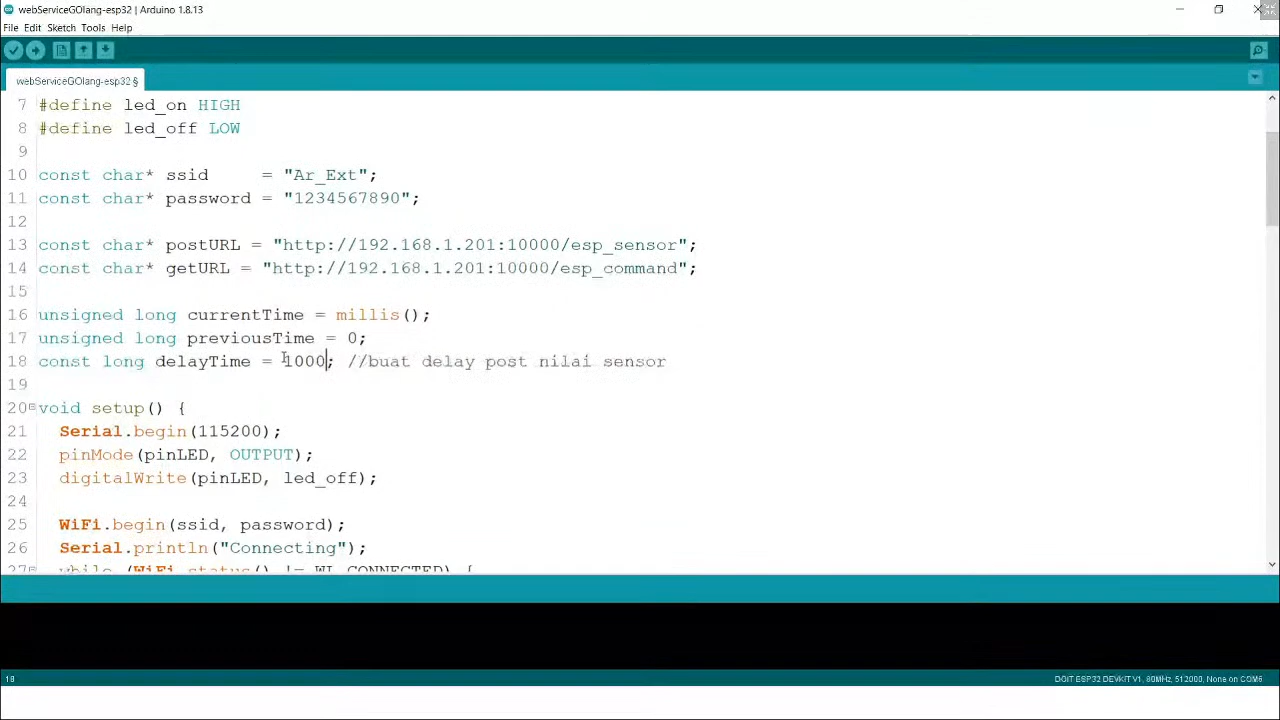 webServiceGOlang-esp32 | Arduino 1.8.13
File Edit Sketch Tools Help
webServiceGOlang-esp32 §
7 #define led_on HIGH
8 #define led_off LOW
9
10 const char* ssid     = "Ar_Ext";
11 const char* password = "1234567890";
12
13 const char* postURL = "http://192.168.1.201:10000/esp_sensor";
14 const char* getURL = "http://192.168.1.201:10000/esp_command";
15
16 unsigned long currentTime = millis();
17 unsigned long previousTime = 0;
18 const long delayTime = 1000; //buat delay post nilai sensor
19
20 void setup() {
21   Serial.begin(115200);
22   pinMode(pinLED, OUTPUT);
23   digitalWrite(pinLED, led_off);
24
25   WiFi.begin(ssid, password);
26   Serial.println("Connecting");
27   while (WiFi.status() != WL_CONNECTED) {
18
DOIT ESP32 DEVKIT V1, 80MHz, 512000, None on COM6